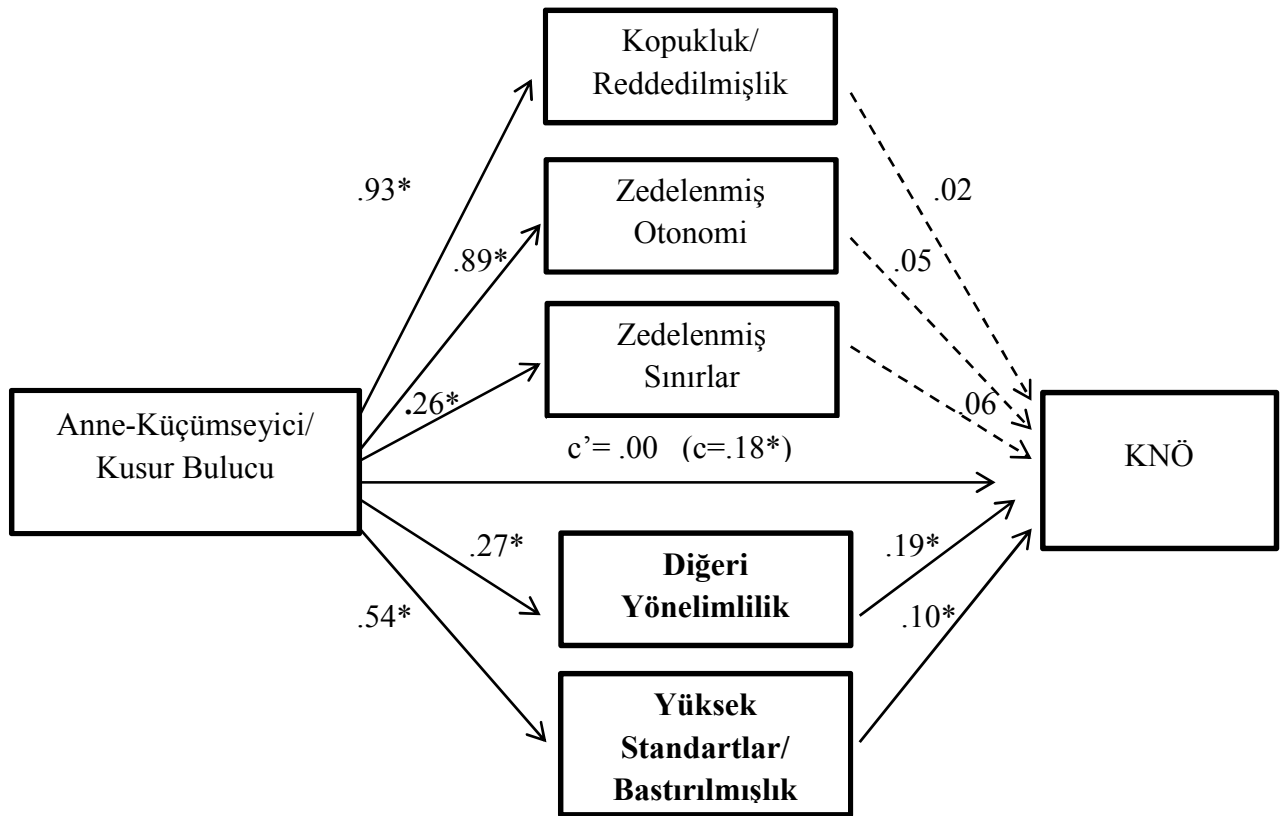 Kopukluk/
Reddedilmişlik
.93*
.02
Zedelenmiş
Otonomi
.89*
.05
Zedelenmiş
Sınırlar
.26*
.06
Anne-Küçümseyici/
Kusur Bulucu
c’= .00 (c=.18*)
KNÖ
.27*
Diğeri
Yönelimlilik
.19*
.54*
.10*
Yüksek
Standartlar/
Bastırılmışlık